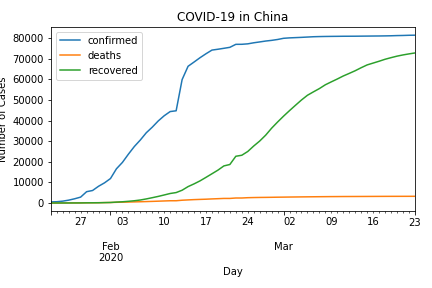 COVID-19 in China
confirmed
deaths
recovered
Number of Cases
80000
70000
60000
50000
40000
30000
20000
10000
0
27 03 10 17 24 02 09 16 23
Feb Mar
2020
Day